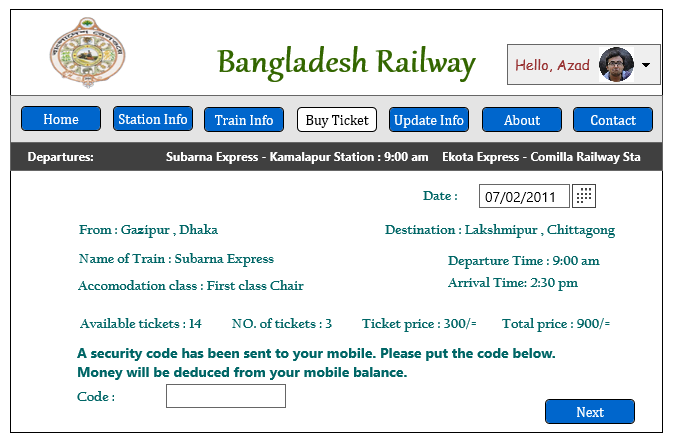 Bangladesh Railway
Hello, Azad
Home Station Info Train Info Buy Ticket Update Info About Contact
Departures: Subarna Express - Kamalapur Station : 9:00 am Ekota Express - Comilla Railway Sta
Date : 07/02/2011
From : Gazipur , Dhaka Destination : Lakshmipur , Chittagong
Name of Train : Subarna Express Departure Time : 9:00 am
Accomodation class : First class Chair Arrival Time: 2:30 pm
Available tickets : 14 NO. of tickets : 3 Ticket price : 300/= Total price : 900/=
A security code has been sent to your mobile. Please put the code below.
Money will be deduced from your mobile balance.
Code :
Next